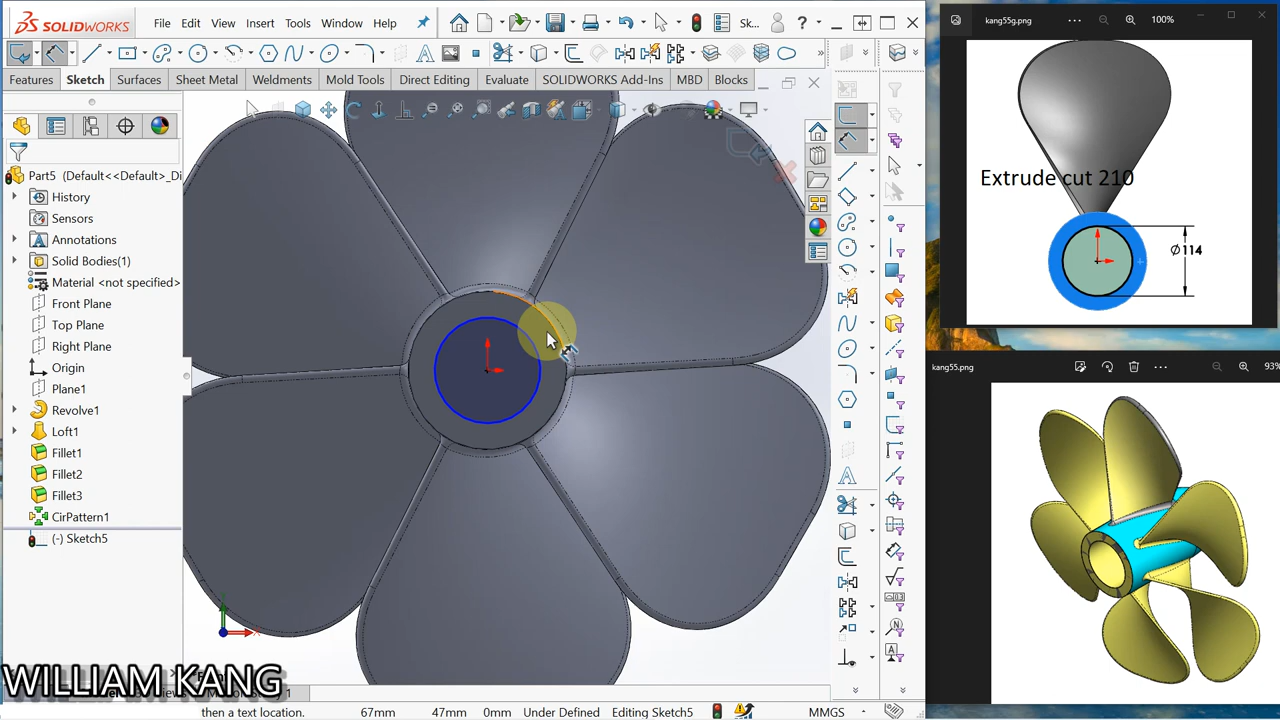 SOLIDWORKS
File
Edit
View
Insert
Tools
Window
Help
Sk...
Features
Sketch
Surfaces
Sheet Metal
Weldments
Mold Tools
Direct Editing
Evaluate
SOLIDWORKS Add-Ins
MBD
Blocks
Part5 (Default<<Default>_Di
History
Sensors
Annotations
Solid Bodies(1)
Material <not specified>
Front Plane
Top Plane
Right Plane
Origin
Plane1
Revolve1
Loft1
Fillet1
Fillet2
Fillet3
CirPattern1
(-) Sketch5
WILLIAM KANG
then a text location.
67mm
47mm
0mm
Under Defined
Editing Sketch5
MMGS
kang55g.png
100%
Extrude cut 210
Ø114
kang55.png
93%